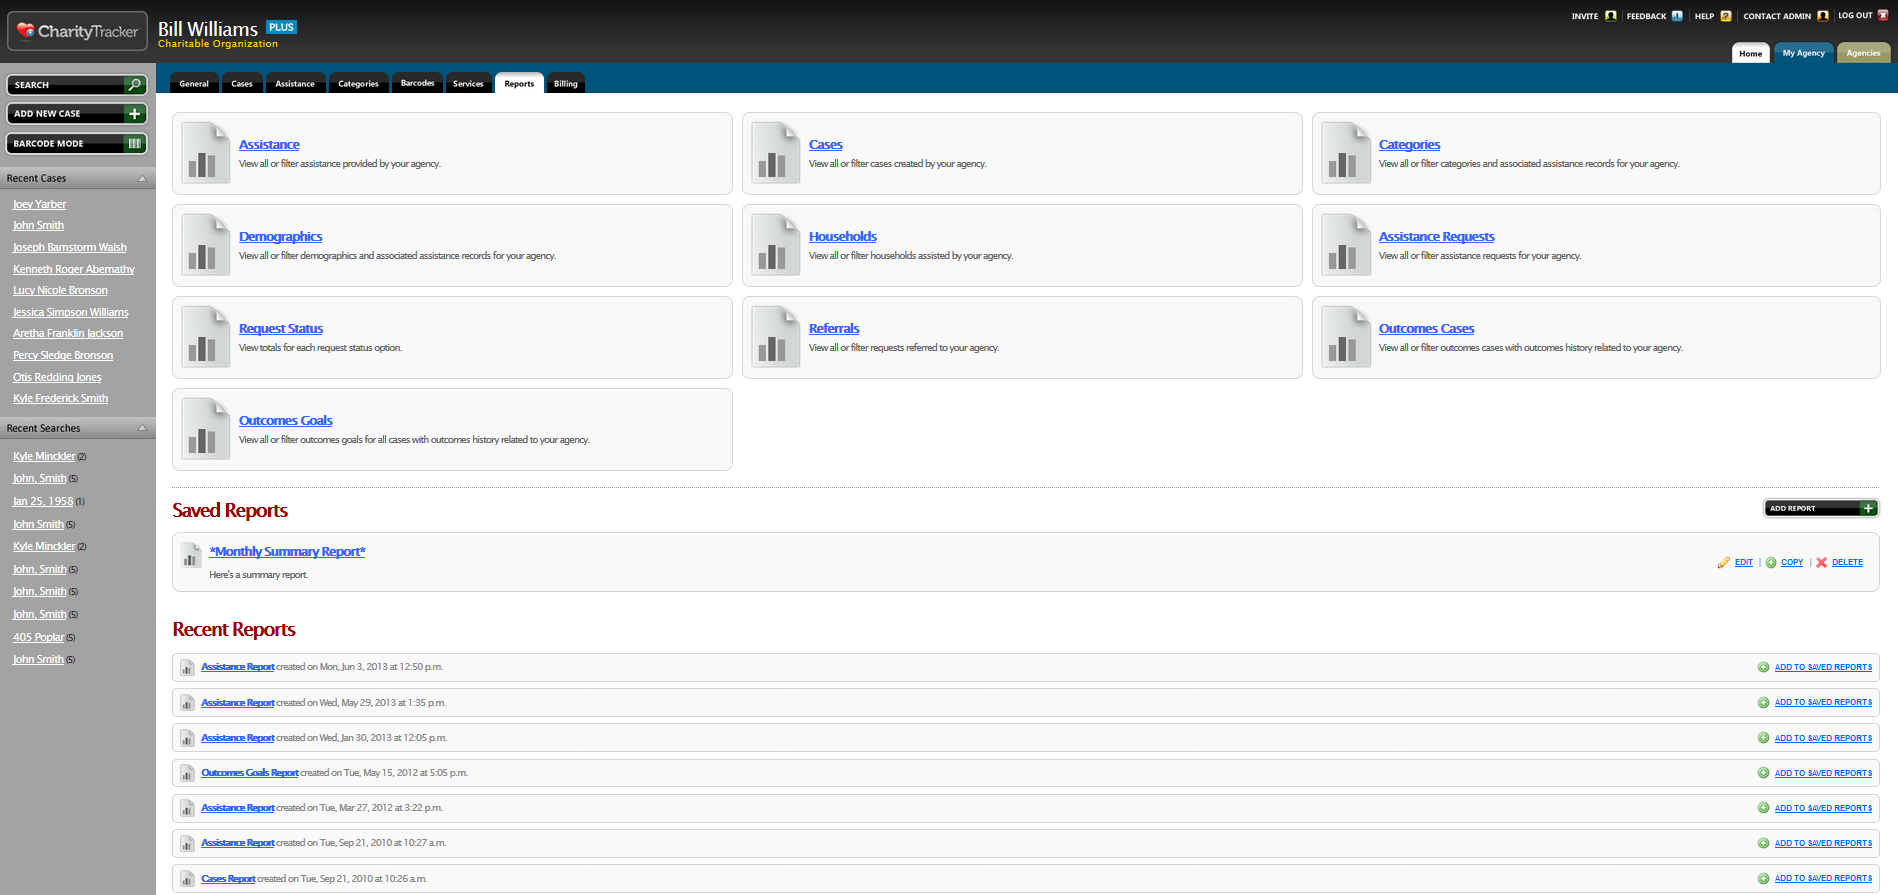 CharityTracker
Bill Williams PLUS
Charitable Organization
INVITE FEEDBACK HELP CONTACT ADMIN LOG OUT
Home My Agency Agencies
General Cases Assistance Categories Barcodes Services Reports Billing
SEARCH
ADD NEW CASE
BARCODE MODE
Recent Cases
Joey Yarber
John Smith
Joseph Barnstorm Walsh
Kenneth Roger Abernathy
Lucy Nicole Bronson
Jessica Simpson Williams
Aretha Franklin Jackson
Percy Sledge Bronson
Otis Redding Jones
Kyle Frederick Smith
Recent Searches
Kyle Minckler (2)
John, Smith (5)
Jan 25, 1958 (1)
John Smith (5)
Kyle Minckler (2)
John, Smith (5)
John, Smith (5)
John, Smith (5)
405 Poplar (5)
John Smith (5)
Assistance
View all or filter assistance provided by your agency.
Cases
View all or filter cases created by your agency.
Categories
View all or filter categories and associated assistance records for your agency.
Demographics
View all or filter demographics and associated assistance records for your agency.
Households
View all or filter households assisted by your agency.
Assistance Requests
View all or filter assistance requests for your agency.
Request Status
View totals for each request status option.
Referrals
View all or filter requests referred to your agency.
Outcomes Cases
View all or filter outcomes cases with outcomes history related to your agency.
Outcomes Goals
View all or filter outcomes goals for all cases with outcomes history related to your agency.
Saved Reports
ADD REPORT
*Monthly Summary Report*
Here's a summary report.
EDIT | COPY | DELETE
Recent Reports
Assistance Report created on Mon, Jun 3, 2013 at 12:50 p.m. ADD TO SAVED REPORTS
Assistance Report created on Wed, May 29, 2013 at 1:35 p.m. ADD TO SAVED REPORTS
Assistance Report created on Wed, Jan 30, 2013 at 12:05 p.m. ADD TO SAVED REPORTS
Outcomes Goals Report created on Tue, May 15, 2012 at 5:05 p.m. ADD TO SAVED REPORTS
Assistance Report created on Tue, Mar 27, 2012 at 3:22 p.m. ADD TO SAVED REPORTS
Assistance Report created on Tue, Sep 21, 2010 at 10:27 a.m. ADD TO SAVED REPORTS
Cases Report created on Tue, Sep 21, 2010 at 10:26 a.m. ADD TO SAVED REPORTS